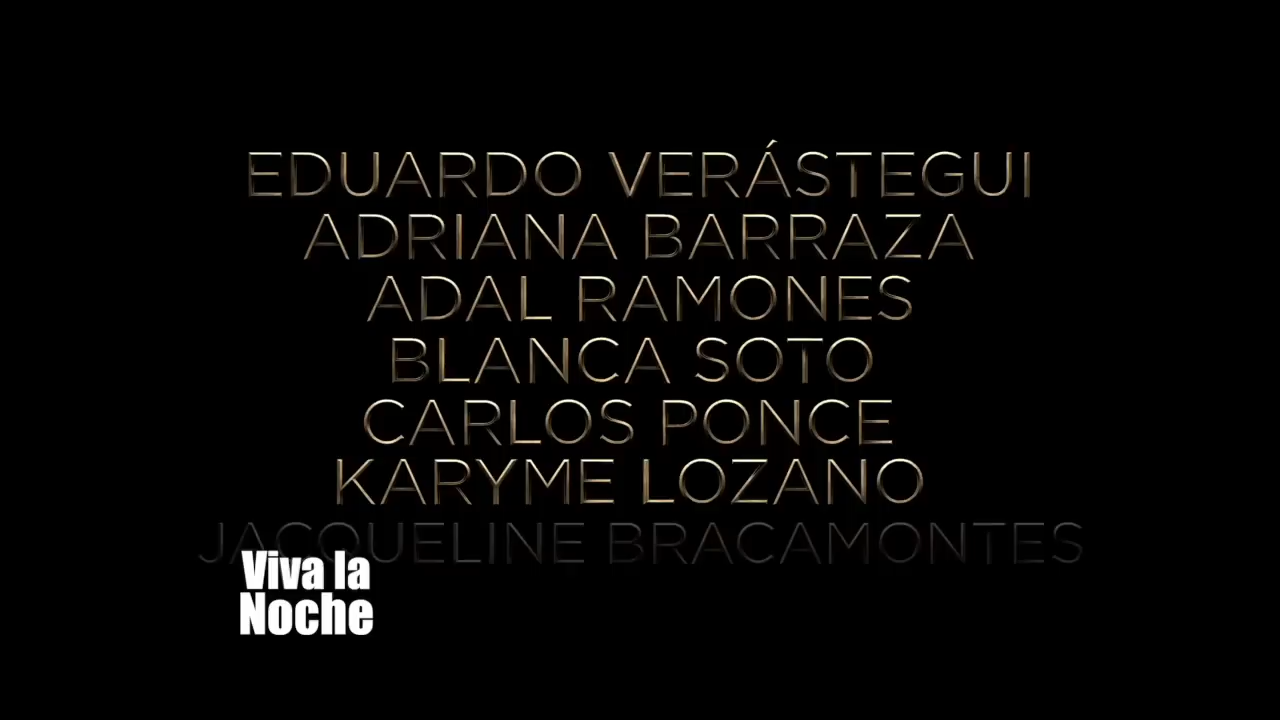 EDUARDO VERÁSTEGUI
ADRIANA BARRAZA
ADAL RAMONES
BLANCA SOTO
CARLOS PONCE
KARYME LOZANO
JACQUELINE BRACAMONTES
Viva la
Noche